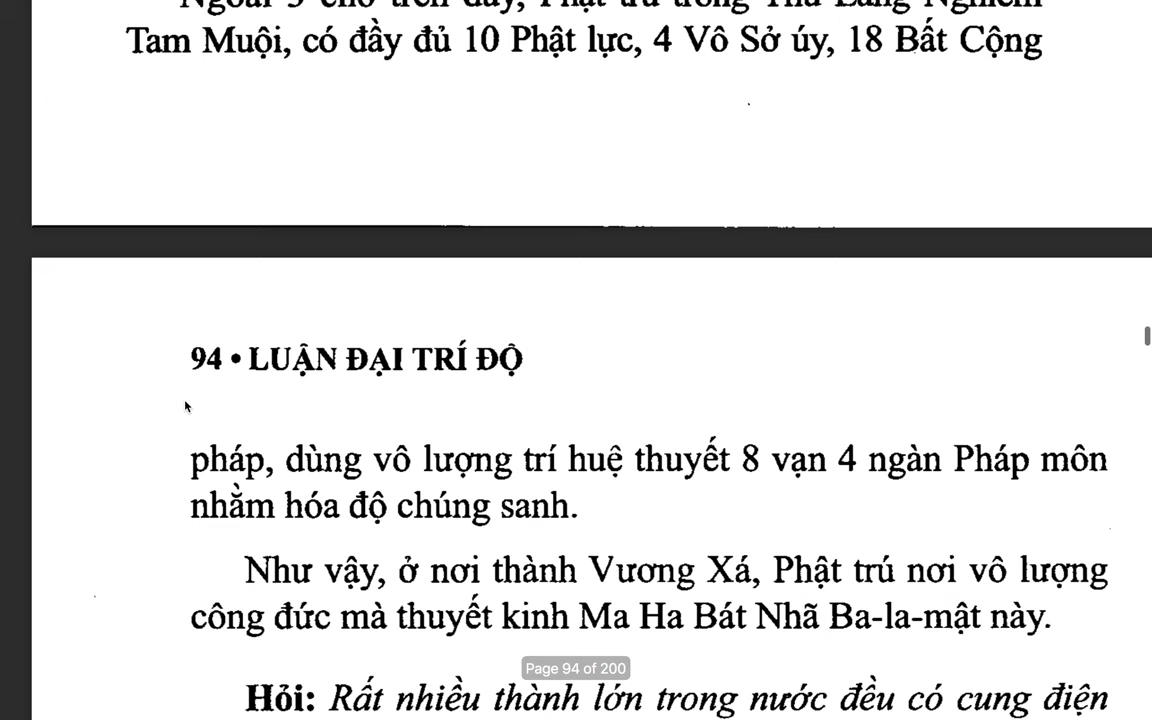 Tam Muội, có đầy đủ 10 Phật lực, 4 Vô Sở úy, 18 Bất Cộng
94 • LUẬN ĐẠI TRÍ ĐỘ
pháp, dùng vô lượng trí huệ thuyết 8 vạn 4 ngàn Pháp môn
nhằm hóa độ chúng sanh.
Như vậy, ở nơi thành Vương Xá, Phật trú nơi vô lượng
công đức mà thuyết kinh Ma Ha Bát Nhã Ba-la-mật này.
Page 94 of 200
Hỏi: Rất nhiều thành lớn trong nước đều có cung điện